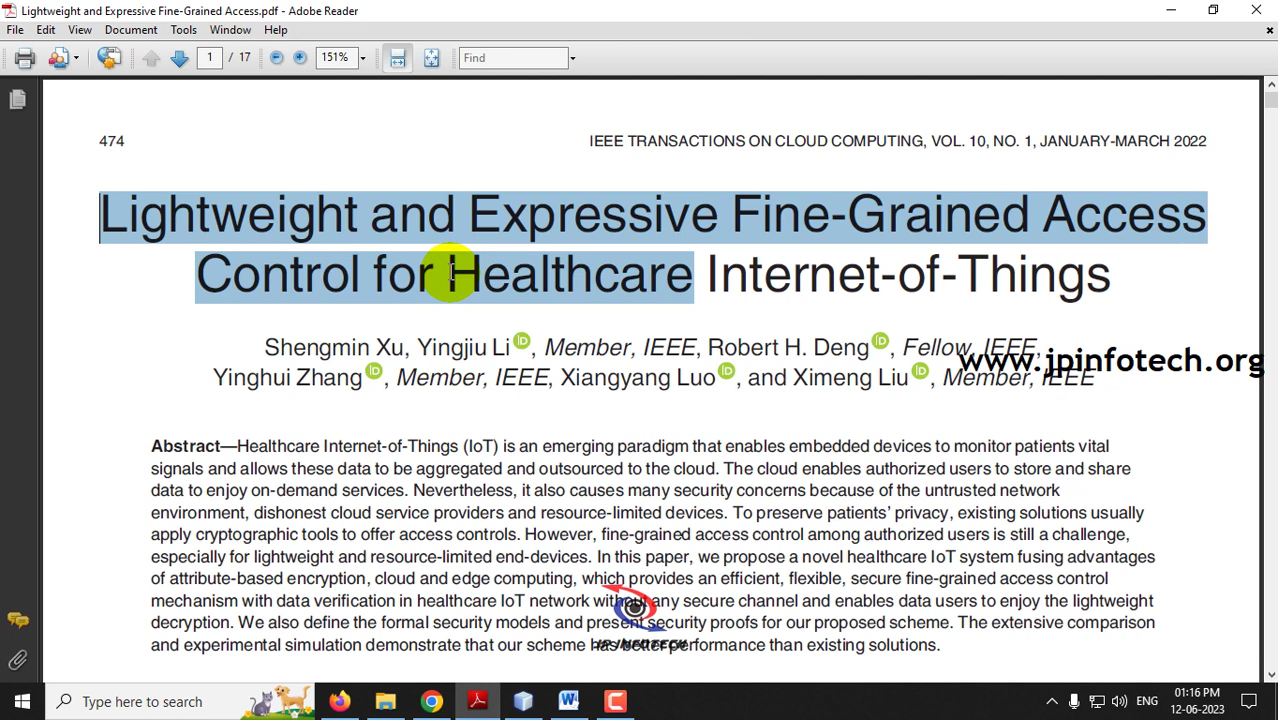 Lightweight and Expressive Fine-Grained Access.pdf - Adobe Reader
File Edit View Document Tools Window Help
1 / 17 151% Find
474 IEEE TRANSACTIONS ON CLOUD COMPUTING, VOL. 10, NO. 1, JANUARY-MARCH 2022
Lightweight and Expressive Fine-Grained Access
Control for Healthcare Internet-of-Things
Shengmin Xu, Yingjiu Li, Member, IEEE, Robert H. Deng, Fellow, IEEE,
Yinghui Zhang, Member, IEEE, Xiangyang Luo, and Ximeng Liu, Member, IEEE
www.jpinfotech.org
Abstract—Healthcare Internet-of-Things (IoT) is an emerging paradigm that enables embedded devices to monitor patients vital
signals and allows these data to be aggregated and outsourced to the cloud. The cloud enables authorized users to store and share
data to enjoy on-demand services. Nevertheless, it also causes many security concerns because of the untrusted network
environment, dishonest cloud service providers and resource-limited devices. To preserve patients' privacy, existing solutions usually
apply cryptographic tools to offer access controls. However, fine-grained access control among authorized users is still a challenge,
especially for lightweight and resource-limited end-devices. In this paper, we propose a novel healthcare IoT system fusing advantages
of attribute-based encryption, cloud and edge computing, which provides an efficient, flexible, secure fine-grained access control
mechanism with data verification in healthcare IoT network without any secure channel and enables data users to enjoy the lightweight
decryption. We also define the formal security models and present security proofs for our proposed scheme. The extensive comparison
and experimental simulation demonstrate that our scheme has better performance than existing solutions.
JP INFOTECH
Type here to search
ENG
01:16 PM
12-06-2023